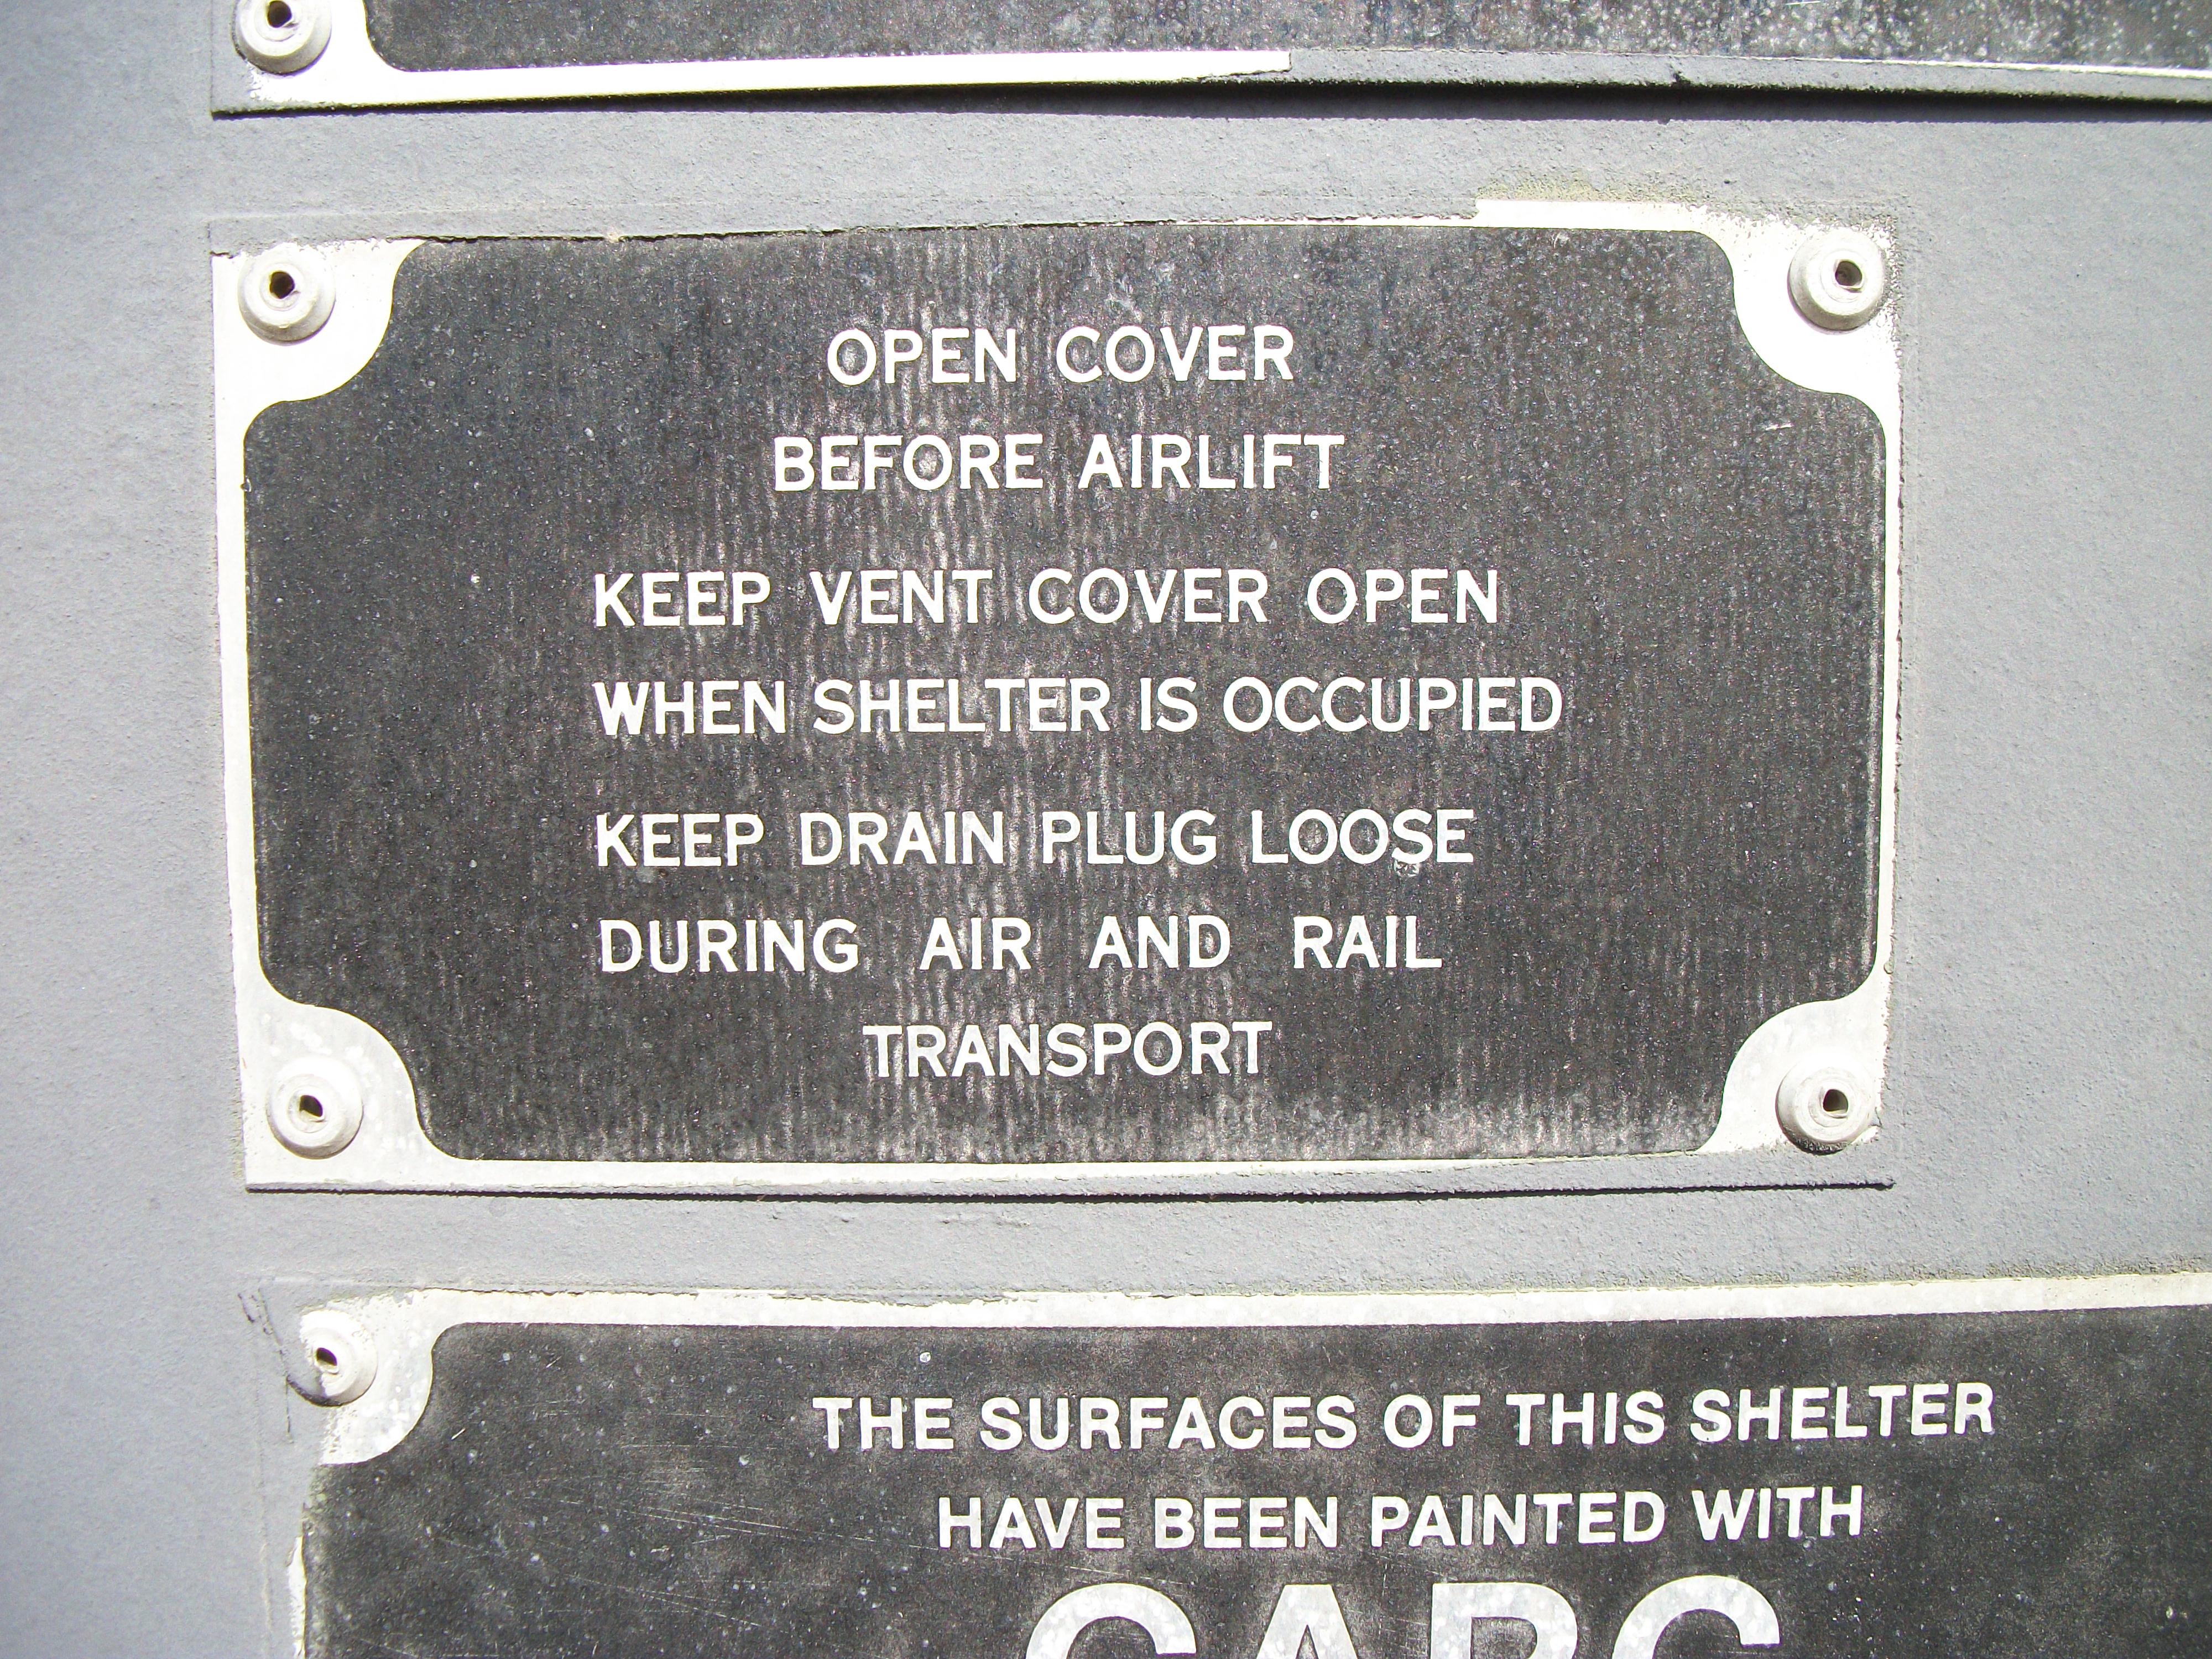 OPEN COVER
BEFORE AIRLIFT
KEEP VENT COVER OPEN
WHEN SHELTER IS OCCUPIED
KEEP DRAIN PLUG LOOSE
DURING AIR AND RAIL
TRANSPORT
THE SURFACES OF THIS SHELTER
HAVE BEEN PAINTED WITH
CARC